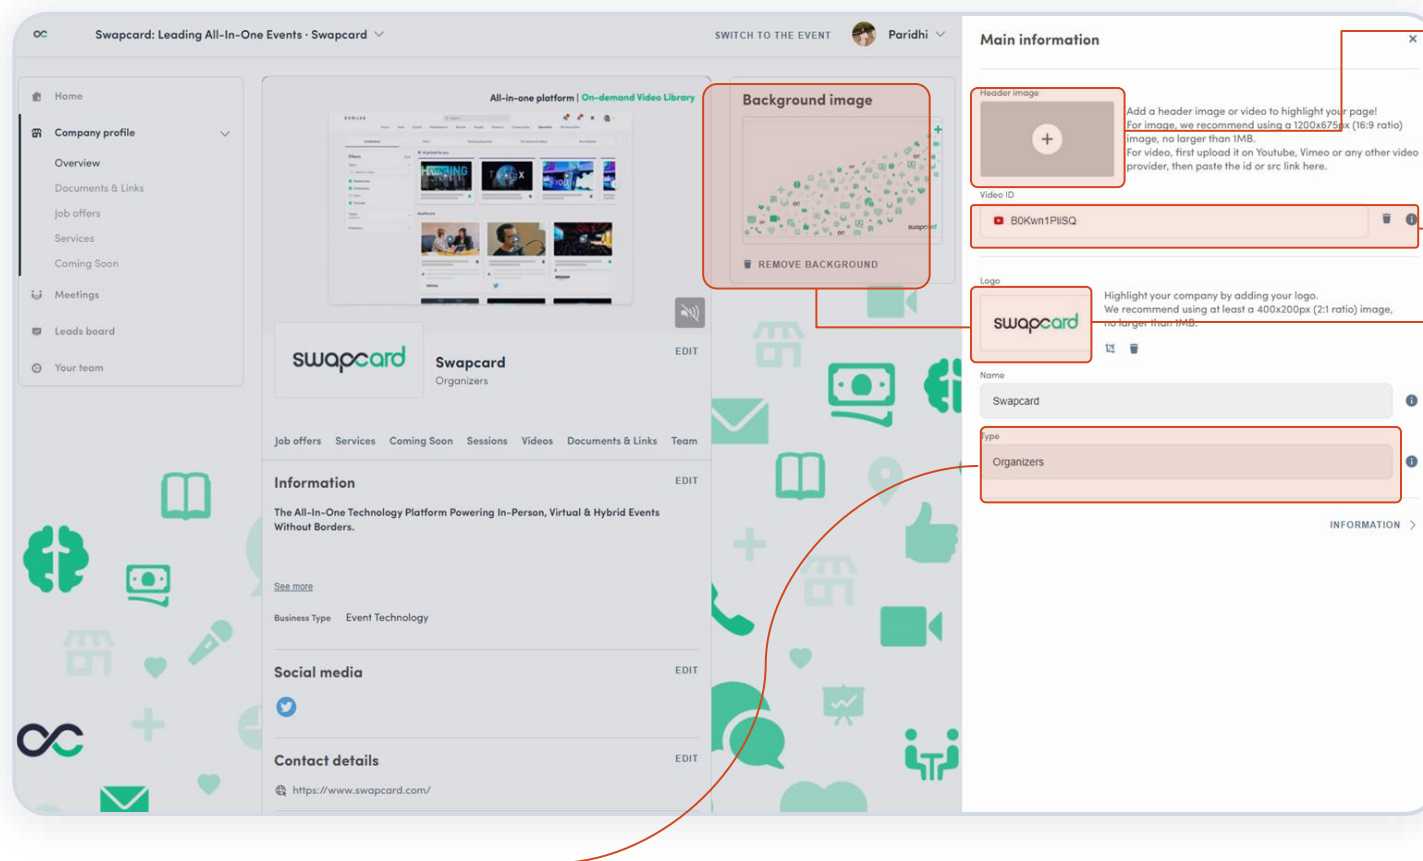 Swapcard: Leading All-In-One Events · Swapcard
SWITCH TO THE EVENT
Paridhi
Home
Company profile
Overview
Documents & Links
Job offers
Services
Coming Soon
Meetings
Leads board
Your team
All-in-one platform | On-demand Video Library
swapcard
Swapcard
Organizers
EDIT
Job offers Services Coming Soon Sessions Videos Documents & Links Team
Information
EDIT
The All-In-One Technology Platform Powering In-Person, Virtual & Hybrid Events
Without Borders.
See more
Business Type Event Technology
Social media
EDIT
Contact details
EDIT
https://www.swapcard.com/
Background image
swapcard
REMOVE BACKGROUND
Main information
Header image
Add a header image or video to highlight your page!
For image, we recommend using a 1200x675px (16:9 ratio)
image, no larger than 1MB.
For video, first upload it on Youtube, Vimeo or any other video
provider, then paste the id or src link here.
Video ID
B0Kwn1PliSQ
Logo
swapcard
Highlight your company by adding your logo.
We recommend using at least a 400x200px (2:1 ratio) image,
no larger than 1MB.
Name
Swapcard
Type
Organizers
INFORMATION